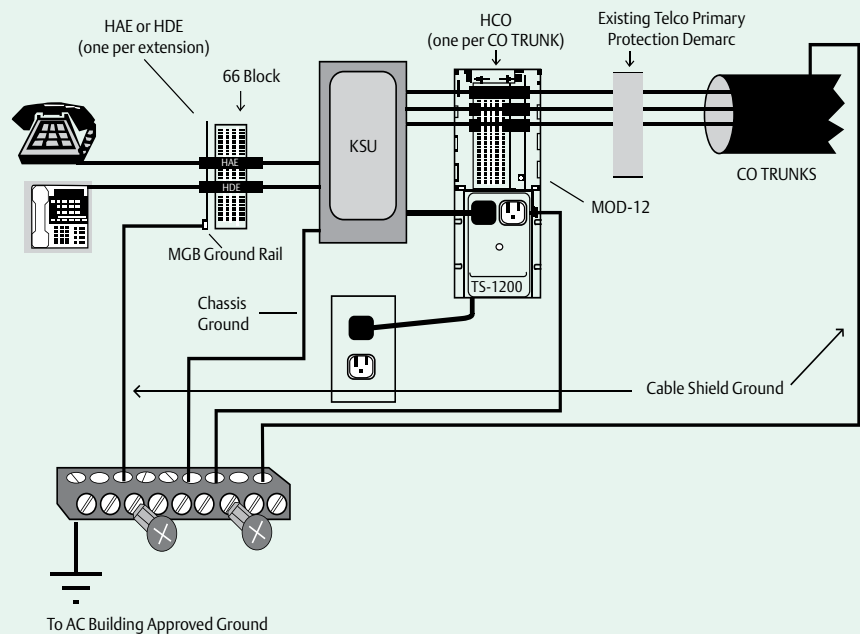 HAE or HDE
(one per extension)
66 Block
HCO
(one per CO TRUNK)
Existing Telco Primary
Protection Demarc
KSU
HAE
HDE
CO TRUNKS
MOD-12
MGB Ground Rail
TS-1200
Chassis
Ground
Cable Shield Ground
To AC Building Approved Ground